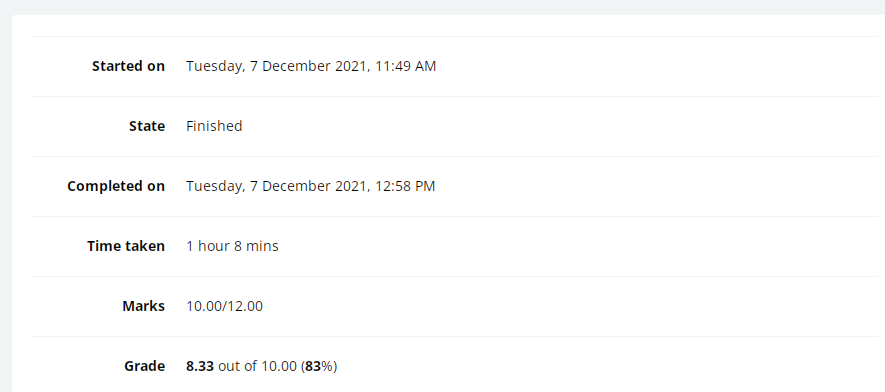 Started on Tuesday, 7 December 2021, 11:49 AM
State Finished
Completed on Tuesday, 7 December 2021, 12:58 PM
Time taken 1 hour 8 mins
Marks 10.00/12.00
Grade 8.33 out of 10.00 (83%)